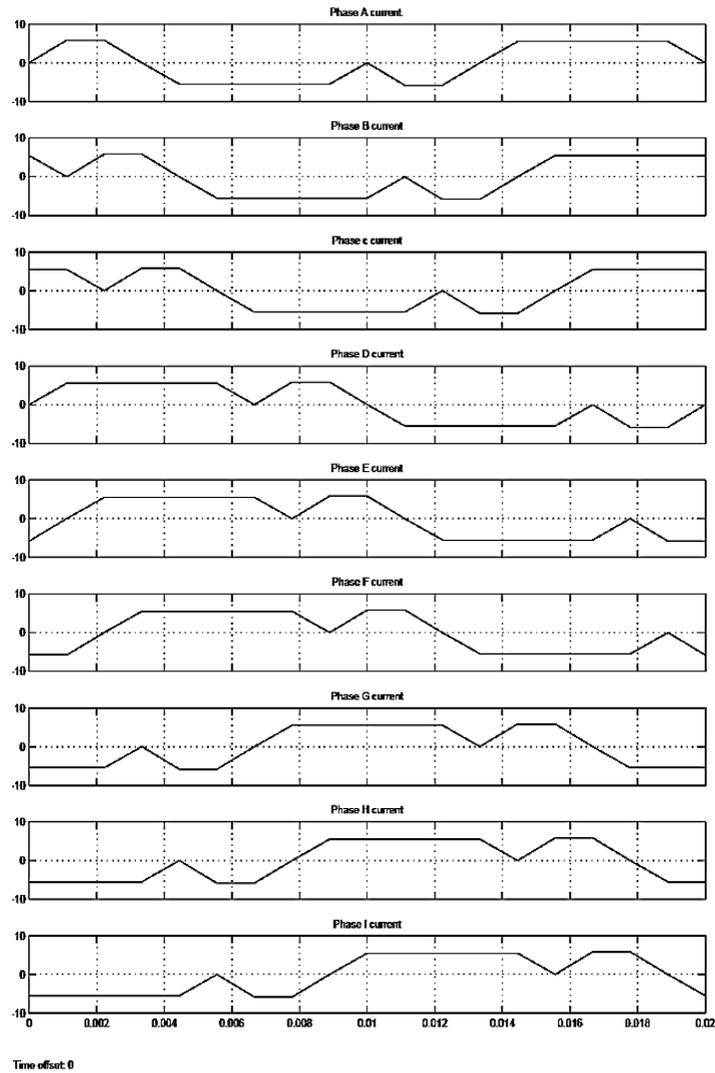 Phase A current
10
0
-10
Phase B current
10
0
-10
Phase c current
10
0
-10
Phase D current
10
0
-10
Phase E current
10
0
-10
Phase F current
10
0
-10
Phase G current
10
0
-10
Phase H current
10
0
-10
Phase I current
10
0
-10
0 0.002 0.004 0.006 0.008 0.01 0.012 0.014 0.016 0.018 0.02
Time offset: 0